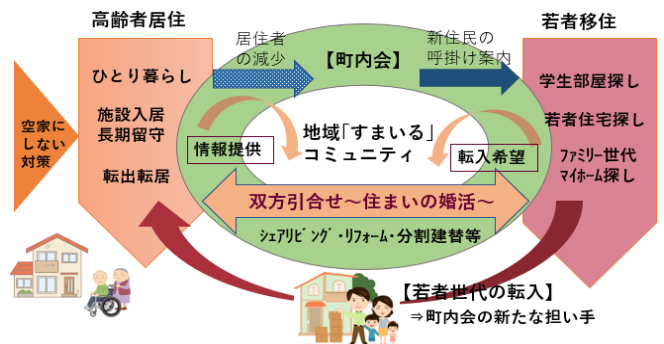 高齢者居住
ひとり暮らし
施設入居
長期留守
転出転居
空家に
しない
対策
居住者
の減少
【町内会】
新住民の
呼掛け案内
情報提供
地域｢すまいる｣
コミュニティ
転入希望
双方引合せ～住まいの婚活～
ｼｪｱﾘﾋﾞﾝｸﾞ･ﾘﾌｫｰﾑ･分割建替等
若者移住
学生部屋探し
若者住宅探し
ﾌｧﾐﾘｰ世代
ﾏｲﾎｰﾑ探し
【若者世代の転入】
⇒町内会の新たな担い手